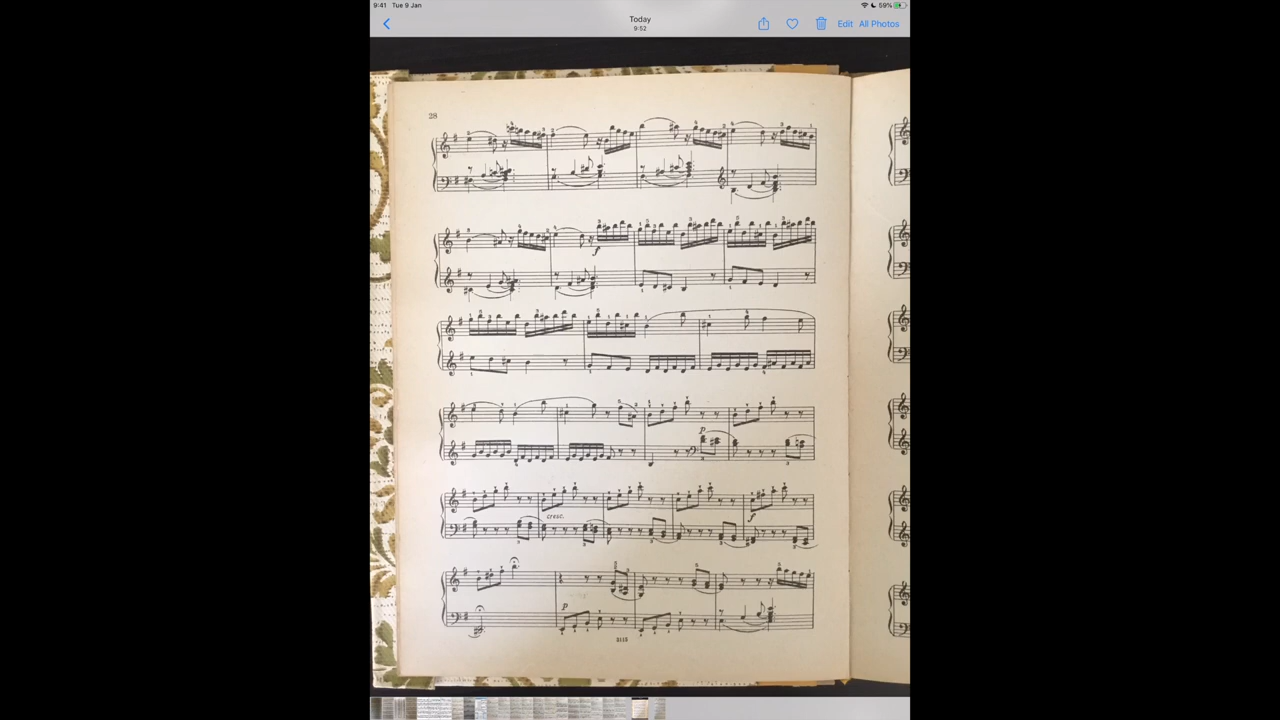 9:41 Tue 9 Jan
59%
Today
9:52
Edit All Photos
28
f
p
cresc.
f
p
3113